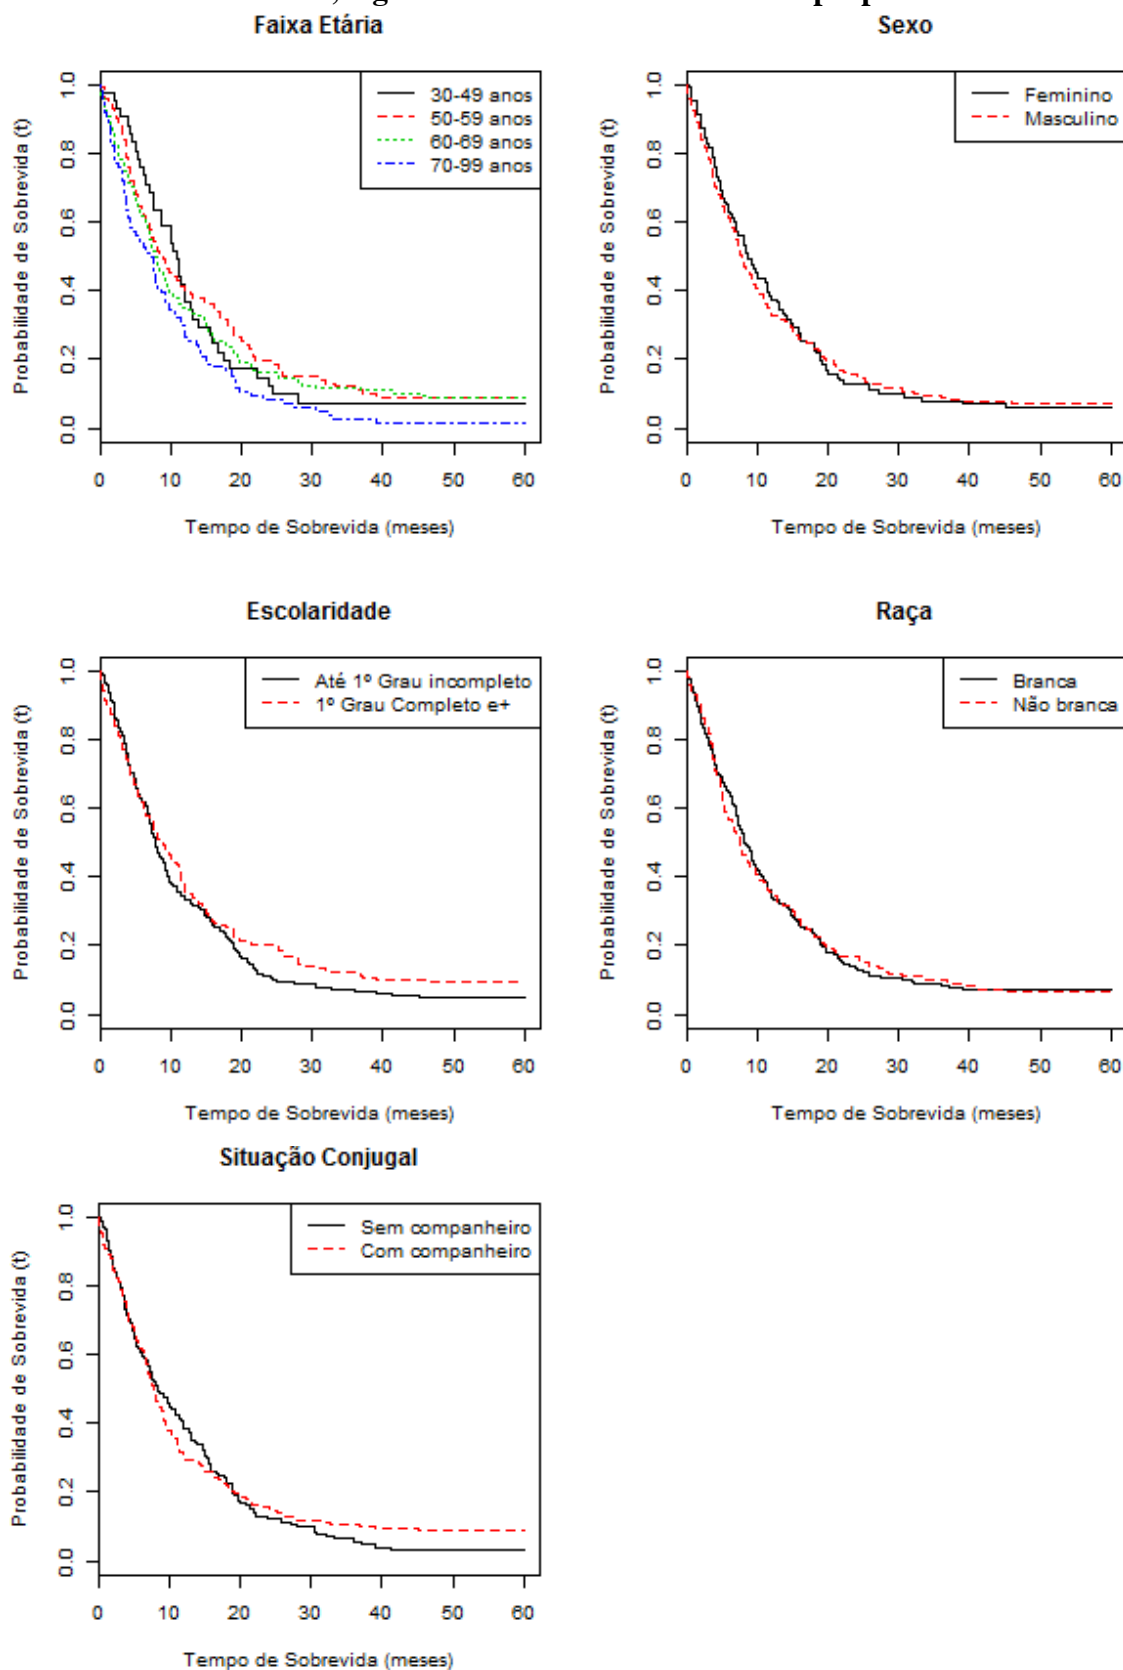 Faixa Etária
Probabilidade de Sobrevida (t)
1.0
0.8
0.6
0.4
0.2
0.0
30-49 anos
50-59 anos
60-69 anos
70-99 anos
0 10 20 30 40 50 60
Tempo de Sobrevida (meses)
Sexo
Probabilidade de Sobrevida (t)
1.0
0.8
0.6
0.4
0.2
0.0
Feminino
Masculino
0 10 20 30 40 50 60
Tempo de Sobrevida (meses)
Escolaridade
Probabilidade de Sobrevida (t)
1.0
0.8
0.6
0.4
0.2
0.0
Até 1º Grau incompleto
1º Grau Completo e+
0 10 20 30 40 50 60
Tempo de Sobrevida (meses)
Raça
Probabilidade de Sobrevida (t)
1.0
0.8
0.6
0.4
0.2
0.0
Branca
Não branca
0 10 20 30 40 50 60
Tempo de Sobrevida (meses)
Situação Conjugal
Probabilidade de Sobrevida (t)
1.0
0.8
0.6
0.4
0.2
0.0
Sem companheiro
Com companheiro
0 10 20 30 40 50 60
Tempo de Sobrevida (meses)